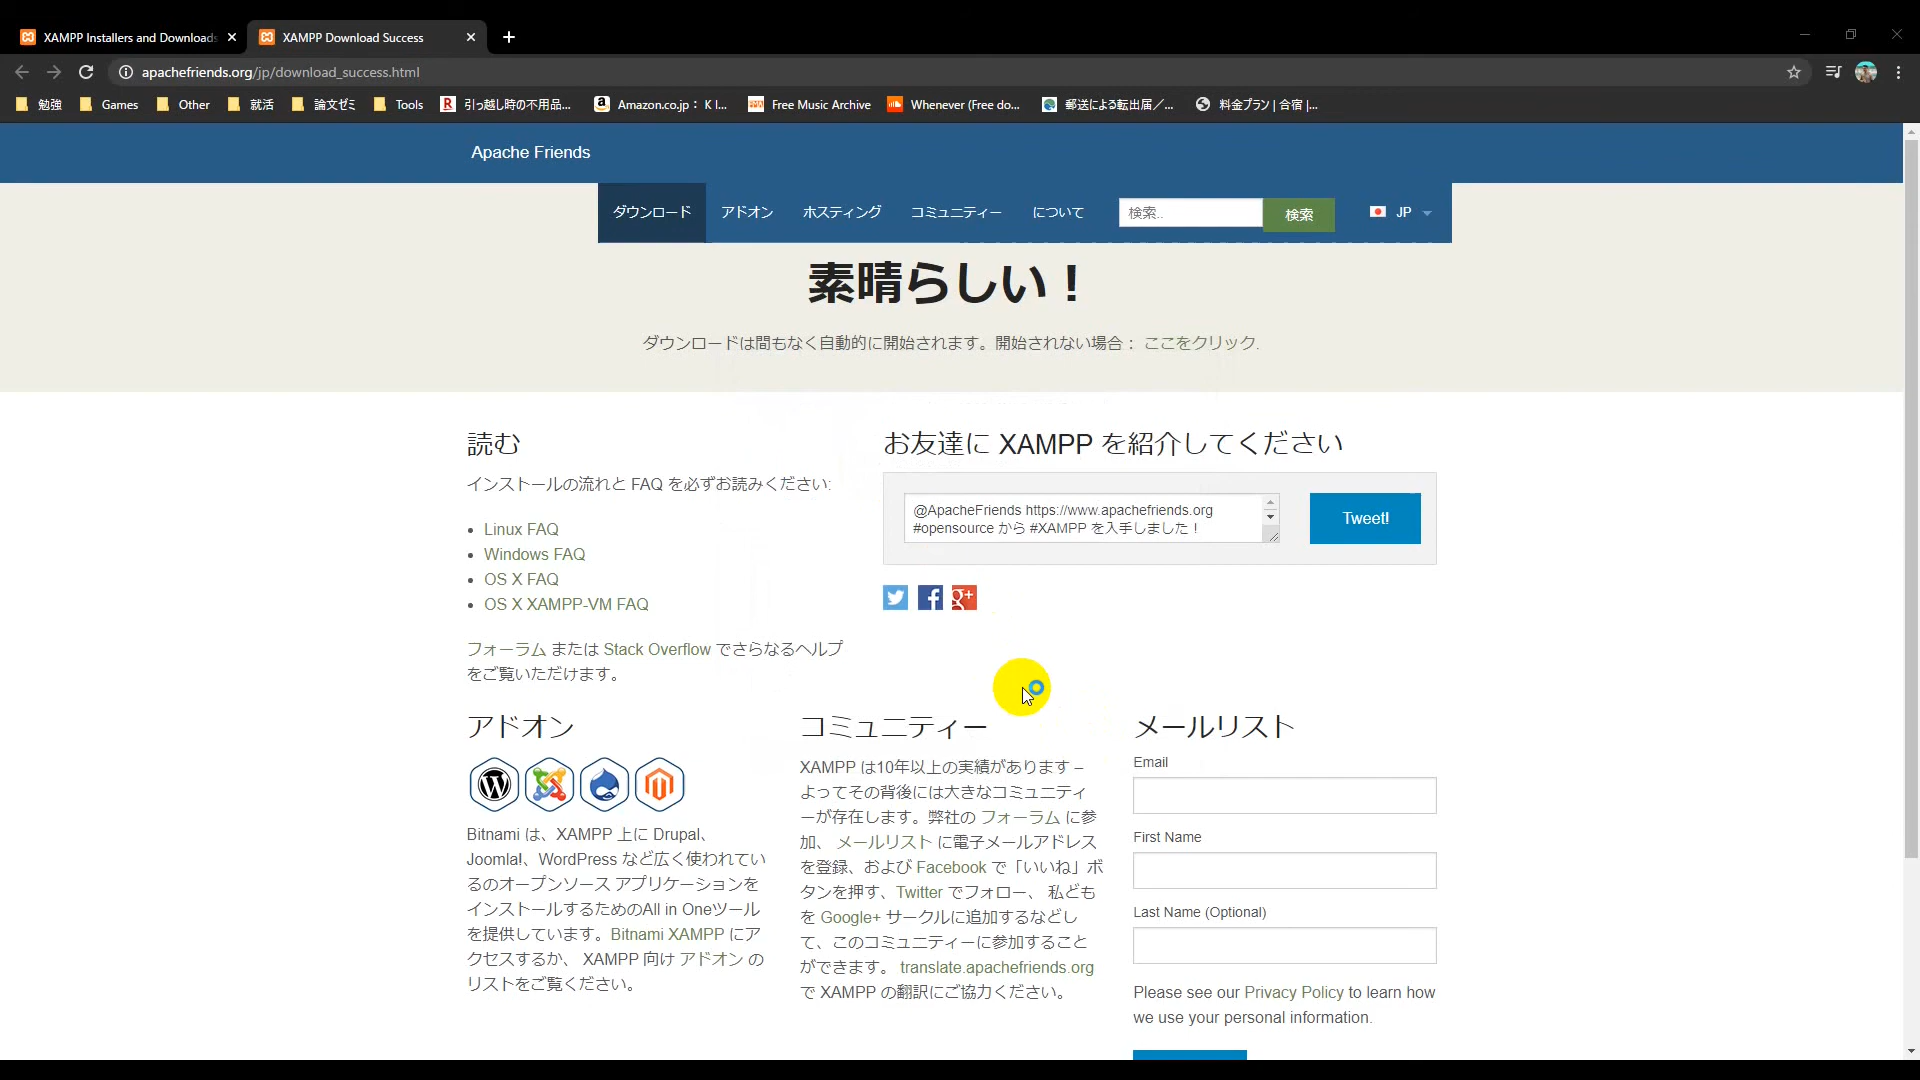 XAMPP Installers and Downloads
XAMPP Download Success
apachefriends.org/jp/download_success.html
勉強
Games
Other
就活
論文ゼミ
Tools
引っ越し時の不用品...
Amazon.co.jp： K l...
Free Music Archive
Whenever (Free do...
郵送による転出届／...
料金プラン | 合宿 |...
Apache Friends
ダウンロード
アドオン
ホスティング
コミュニティー
について
検索..
検索
JP
素晴らしい！
ダウンロードは間もなく自動的に開始されます。開始されない場合： ここをクリック.
読む
インストールの流れと FAQ を必ずお読みください:
Linux FAQ
Windows FAQ
OS X FAQ
OS X XAMPP-VM FAQ
フォーラム または Stack Overflow でさらなるヘルプ
をご覧いただけます。
お友達に XAMPP を紹介してください
@ApacheFriends https://www.apachefriends.org
#opensource から #XAMPP を入手しました！
Tweet!
アドオン
Bitnami は、XAMPP 上に Drupal、
Joomla!、WordPress など広く使われてい
るのオープンソース アプリケーションを
インストールするためのAll in Oneツール
を提供しています。Bitnami XAMPP にア
クセスするか、 XAMPP 向け アドオン の
リストをご覧ください。
コミュニティー
XAMPP は10年以上の実績があります –
よってその背後には大きなコミュニティ
ーが存在します。弊社の フォーラム に参
加、 メールリスト に電子メールアドレス
を登録、および Facebook で「いいね」ボ
タンを押す、Twitter でフォロー、 私ども
を Google+ サークルに追加するなどし
て、このコミュニティーに参加すること
ができます。 translate.apachefriends.org
で XAMPP の翻訳にご協力ください。
メールリスト
Email
First Name
Last Name (Optional)
Please see our Privacy Policy to learn how
we use your personal information.